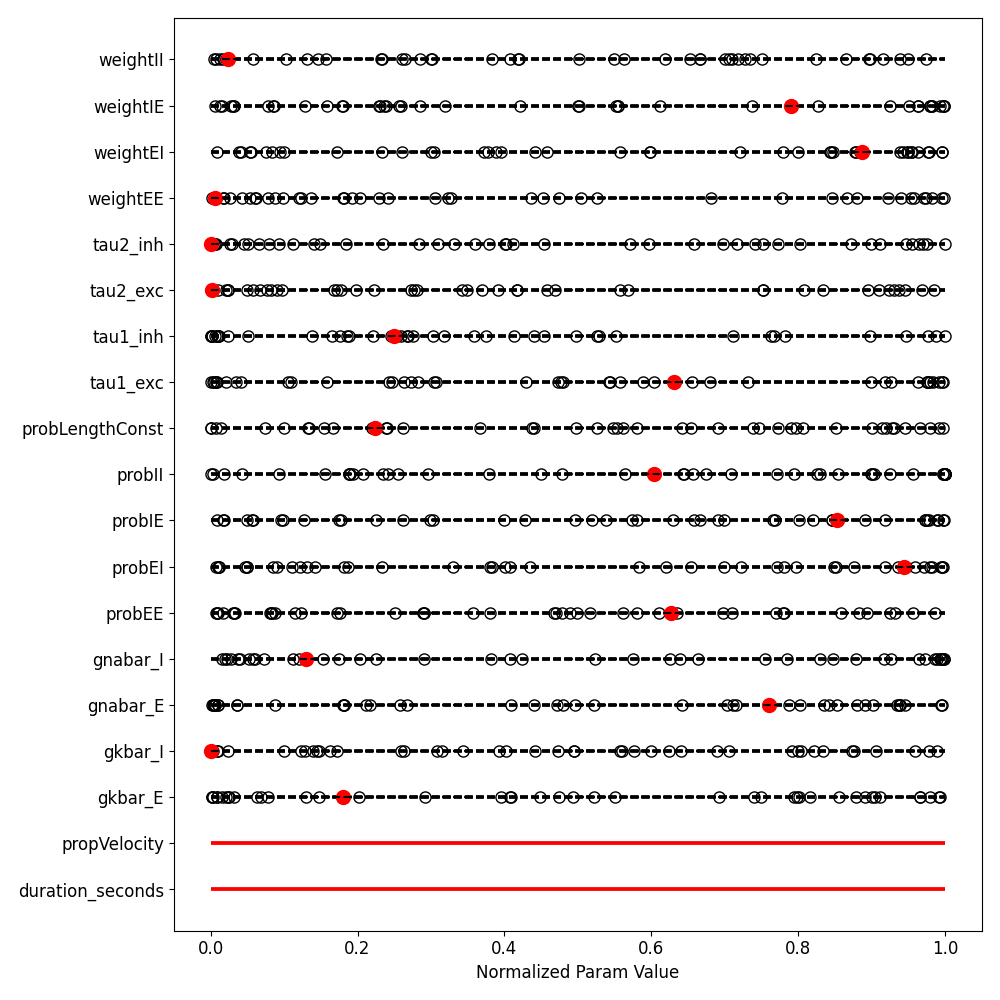 weightII
weightIE
weightEI
weightEE
tau2_inh
tau2_exc
tau1_inh
tau1_exc
probLengthConst
probII
probIE
probEI
probEE
gnabar_I
gnabar_E
gkbar_I
gkbar_E
propVelocity
duration_seconds
0.0 0.2 0.4 0.6 0.8 1.0
Normalized Param Value